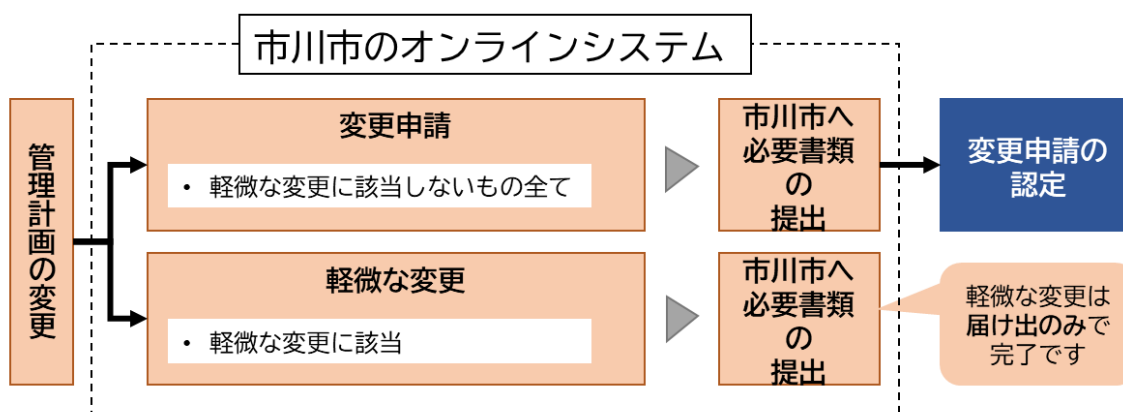 市川市のオンラインシステム
管理計画の変更
変更申請
• 軽微な変更に該当しないもの全て
市川市へ
必要書類
の
提出
変更申請の
認定
軽微な変更
• 軽微な変更に該当
市川市へ
必要書類
の
提出
軽微な変更は
届け出のみで
完了です